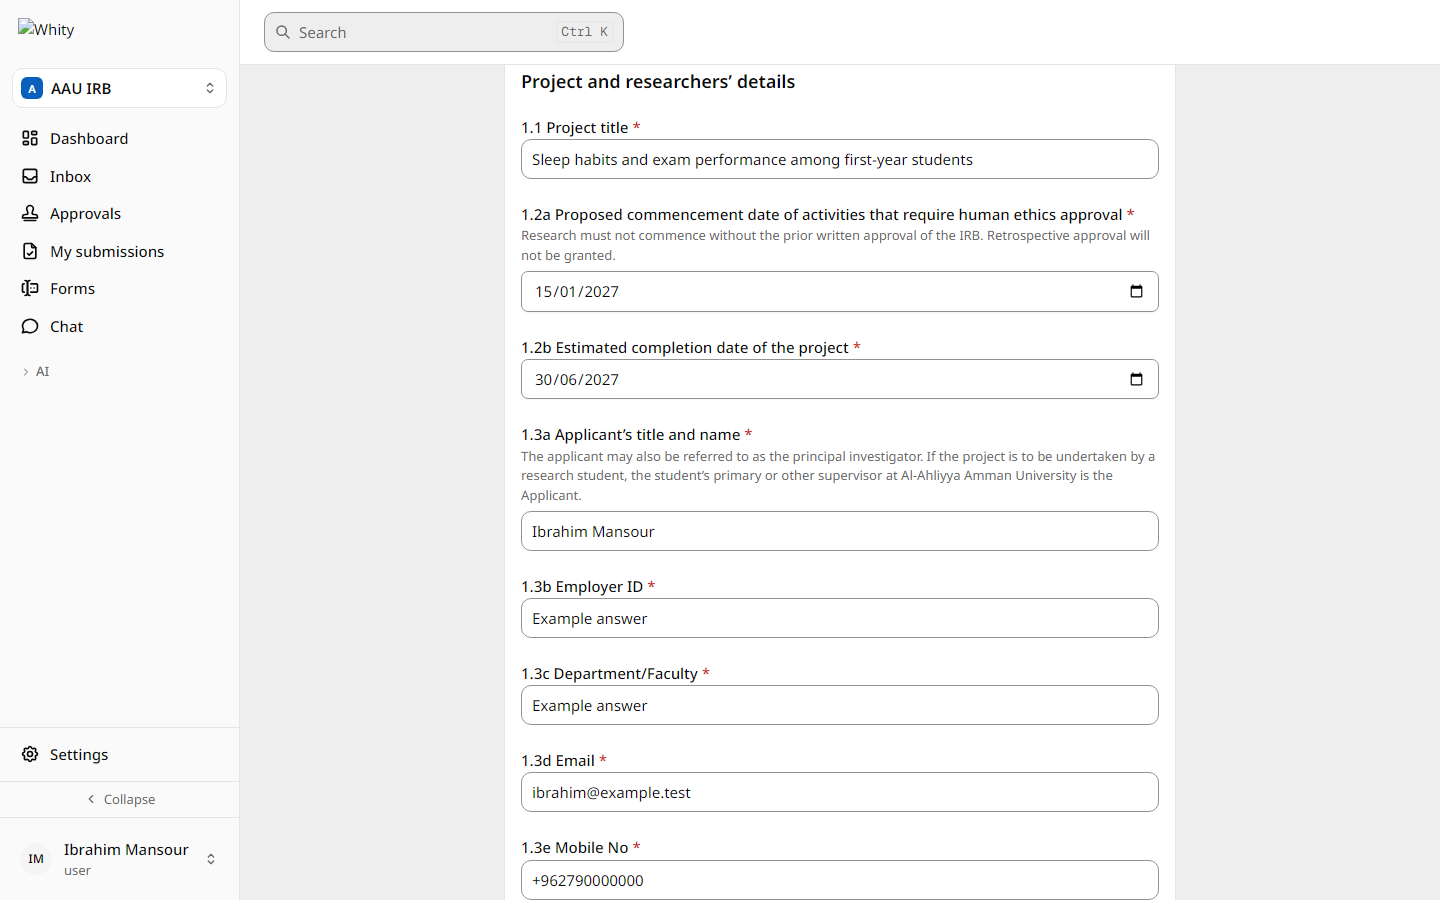 Whity
Search
Ctrl K
A
AAU IRB
Dashboard
Inbox
Approvals
My submissions
Forms
Chat
AI
Settings
Collapse
IM
Ibrahim Mansour
user
Project and researchers’ details
1.1 Project title *
Sleep habits and exam performance among first-year students
1.2a Proposed commencement date of activities that require human ethics approval *
Research must not commence without the prior written approval of the IRB. Retrospective approval will
not be granted.
15/01/2027
1.2b Estimated completion date of the project *
30/06/2027
1.3a Applicant’s title and name *
The applicant may also be referred to as the principal investigator. If the project is to be undertaken by a
research student, the student’s primary or other supervisor at Al-Ahliyya Amman University is the
Applicant.
Ibrahim Mansour
1.3b Employer ID *
Example answer
1.3c Department/Faculty *
Example answer
1.3d Email *
ibrahim@example.test
1.3e Mobile No *
+962790000000